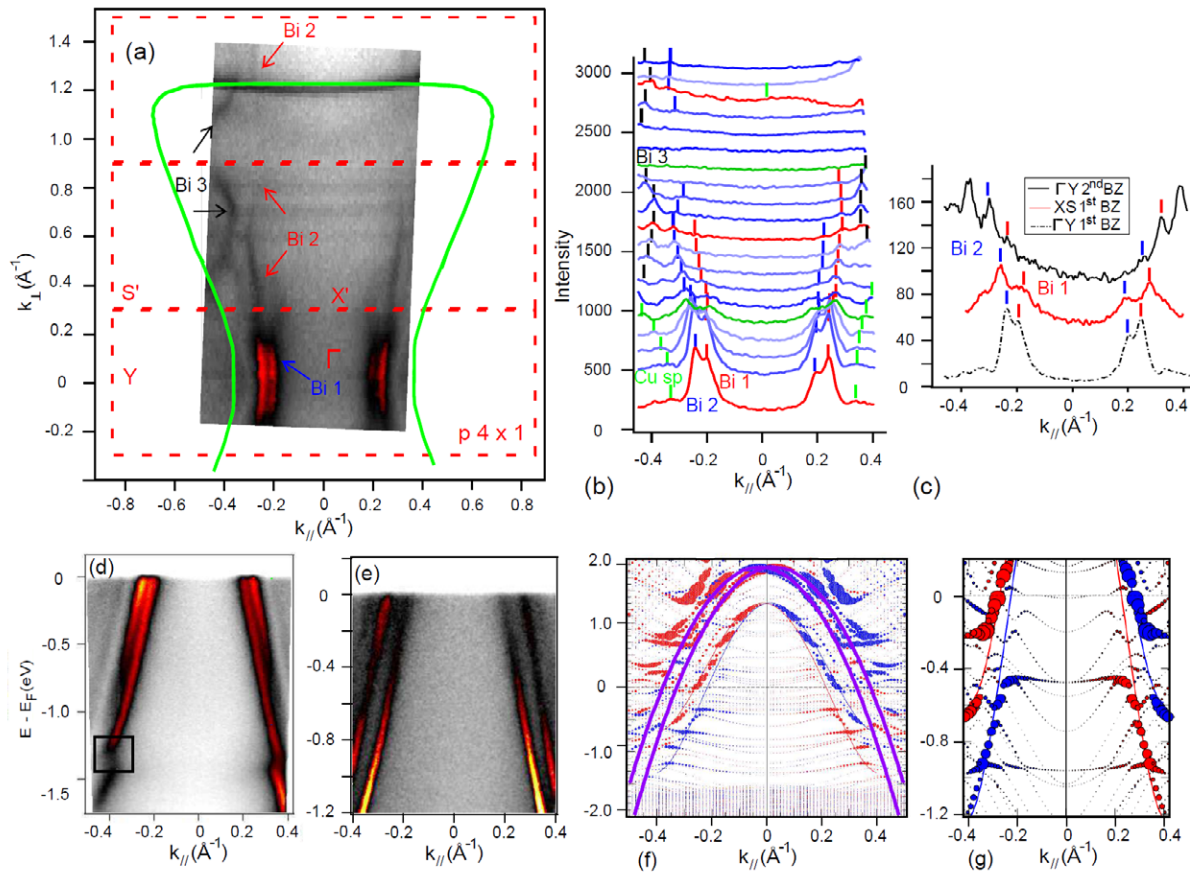 (a)
Bi 2
1.4
1.2
1.0
0.8
0.6
0.4
0.2
0
-0.2
k⊥(Å⁻¹)
Bi 3
Bi 2
S'
X'
Y
Γ
Bi 1
p 4 x 1
-0.8 -0.6 -0.4 -0.2 0 0.2 0.4 0.6 0.8
k//(Å⁻¹)
3000
2500
2000
1500
1000
500
0
Intensity
Bi 3
Cu sp
Bi 1
Bi 2
-0.4 -0.2 0 0.2 0.4
k//(Å⁻¹)
(b)
160
120
80
40
0
ΓY 2ⁿᵈBZ
XS 1ˢᵗ BZ
ΓY 1ˢᵗ BZ
Bi 2
Bi 1
-0.4 -0.2 0 0.2 0.4
k//(Å⁻¹)
(c)
(d)
0
-0.5
-1.0
-1.5
E - EF(eV)
-0.4 -0.2 0 0.2 0.4
k//(Å⁻¹)
(e)
0
-0.4
-0.8
-1.2
-0.4 -0.2 0 0.2 0.4
k//(Å⁻¹)
2.0
1.0
0
-1.0
-2.0
-0.4 -0.2 0 0.2 0.4
(f)
k//(Å⁻¹)
0
-0.4
-0.8
-1.2
-0.4 -0.2 0 0.2 0.4
(g)
k//(Å⁻¹)